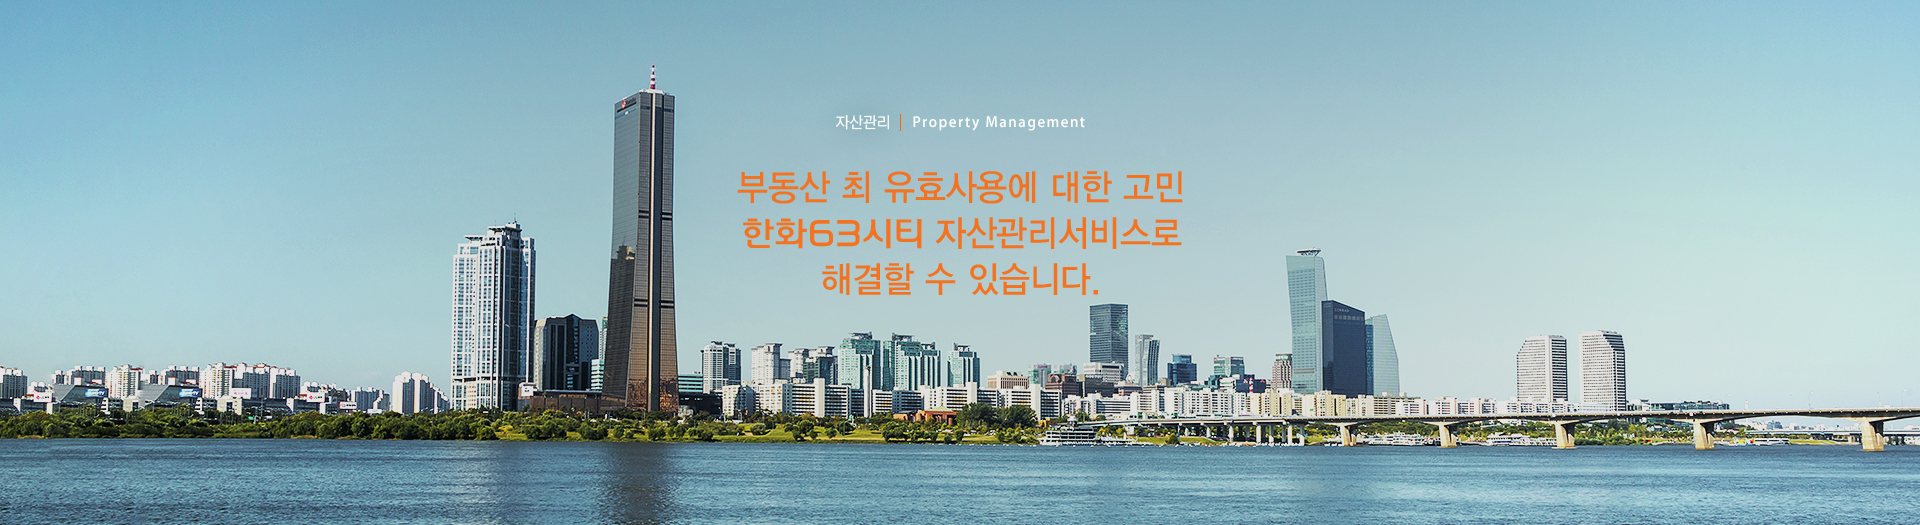 자산관리 | Property Management
부동산 최 유효사용에 대한 고민
한화63시티 자산관리서비스로
해결할 수 있습니다.